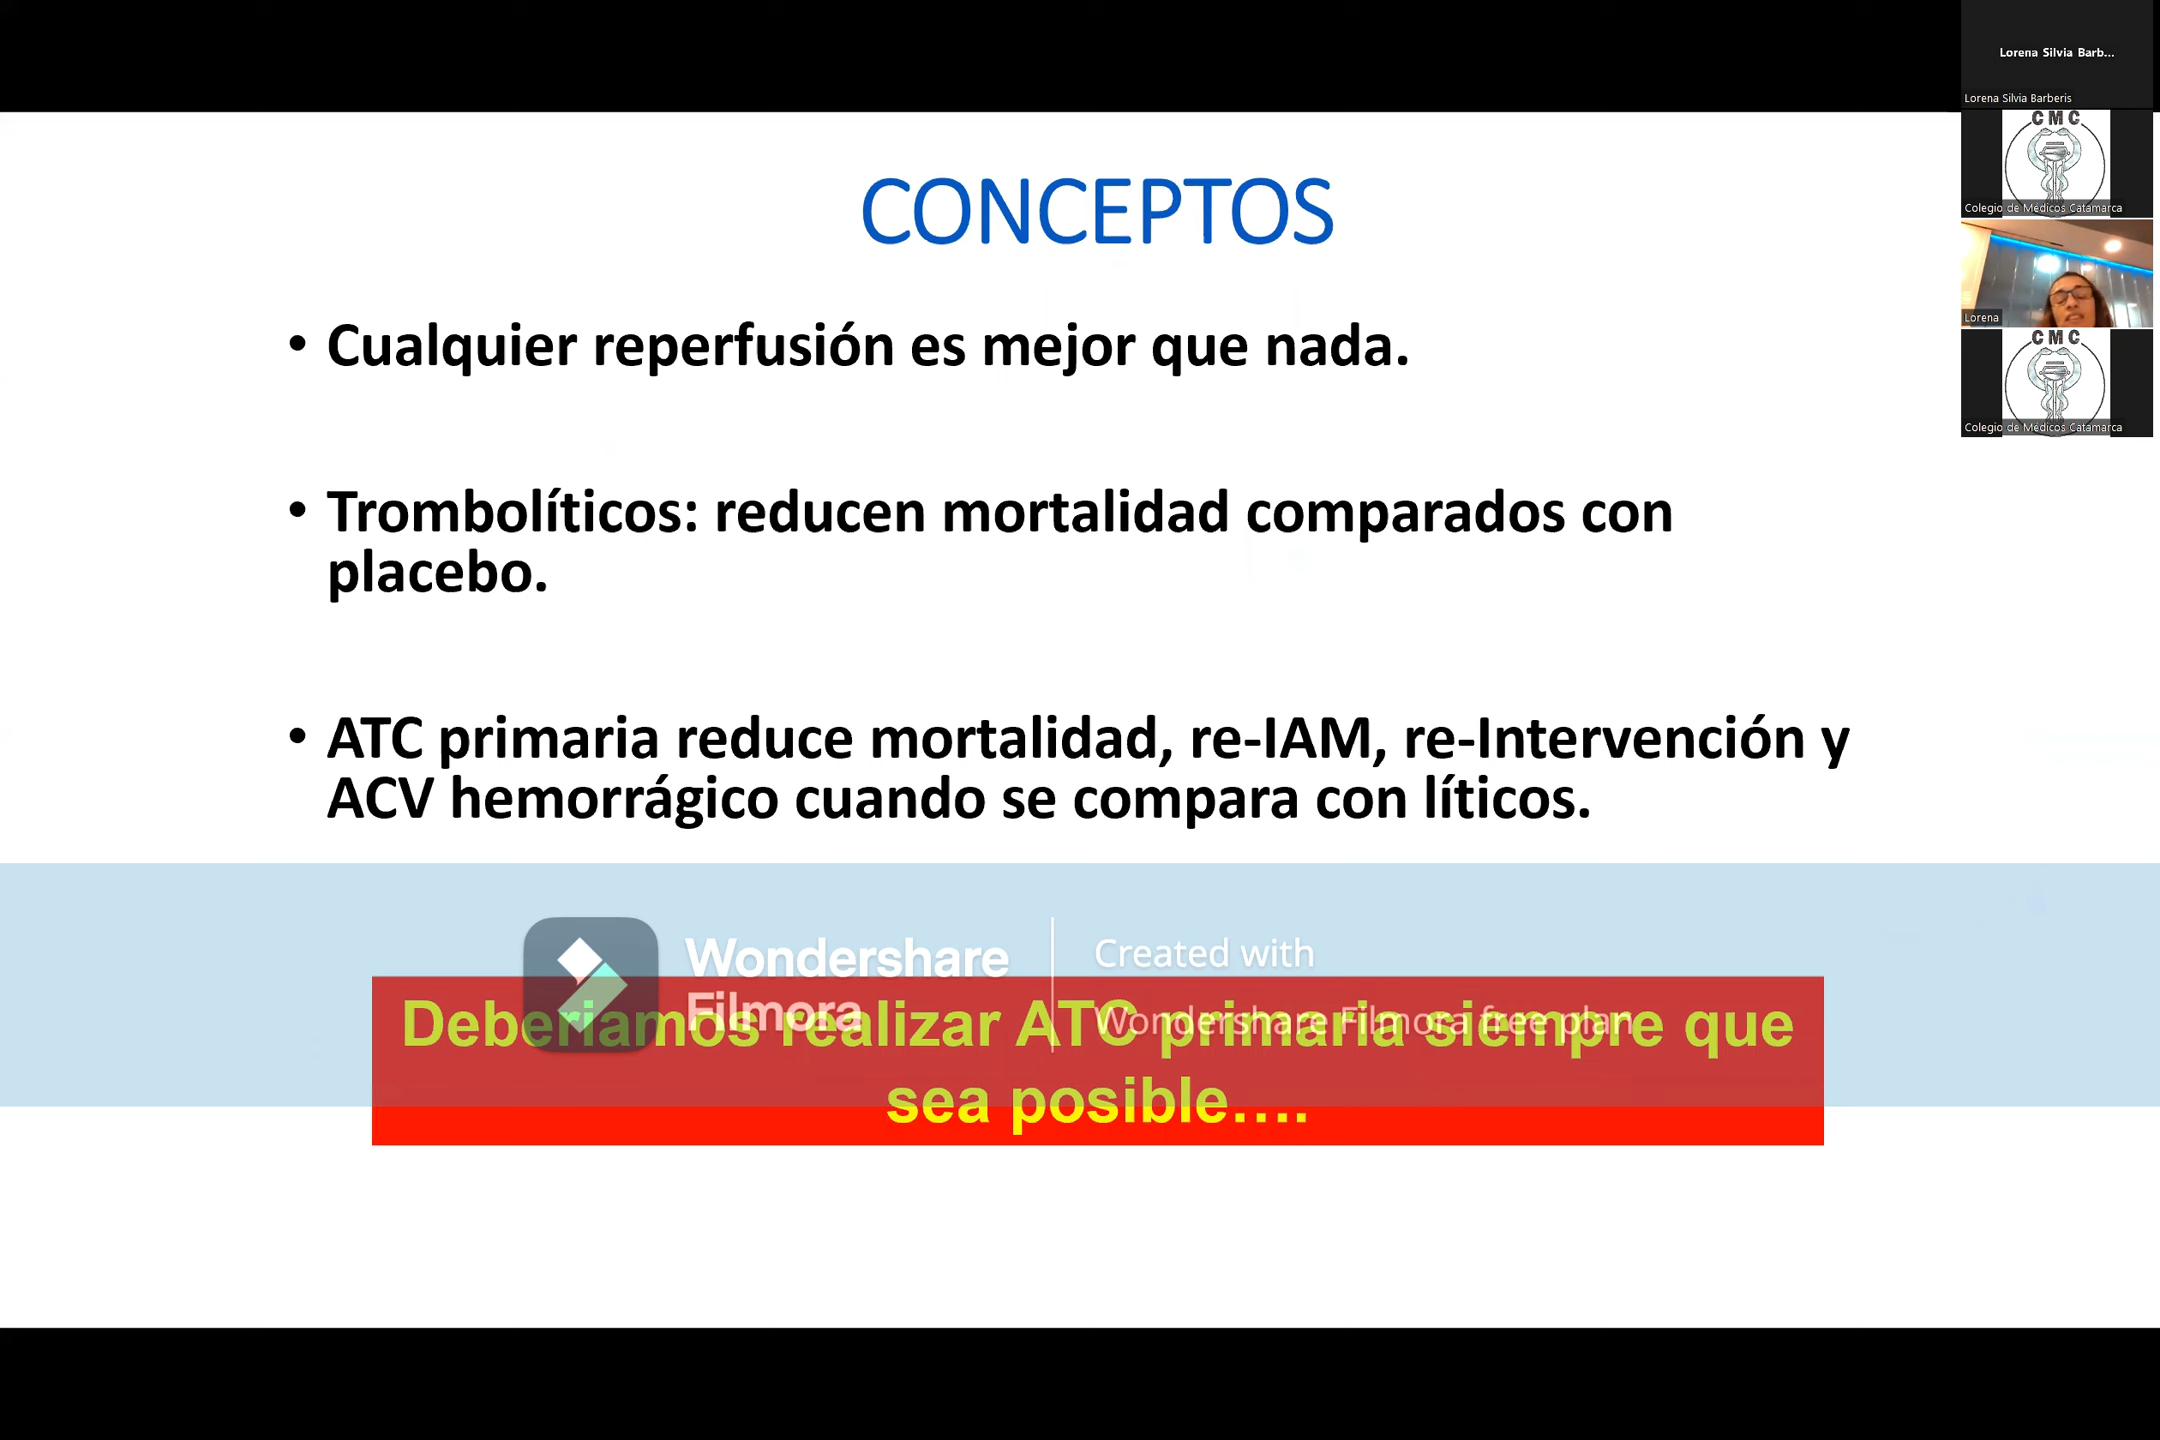 Lorena Silvia Barb...
Lorena Silvia Barberis
CMC
Colegio de Médicos Catamarca
Lorena
CMC
Colegio de Médicos Catamarca
CONCEPTOS
• Cualquier reperfusión es mejor que nada.
• Trombolíticos: reducen mortalidad comparados con
placebo.
• ATC primaria reduce mortalidad, re-IAM, re-Intervención y
ACV hemorrágico cuando se compara con líticos.
Wondershare
Filmora
Created with
Wondershare Filmora free plan
Deberiamos realizar ATC primaria siempre que
sea posible....